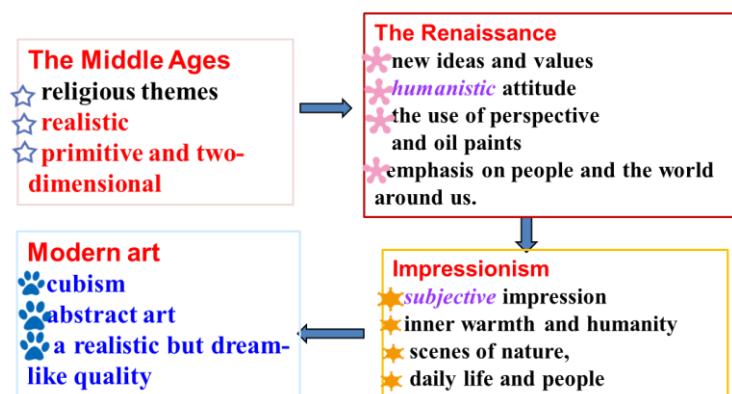 The Middle Ages
religious themes
realistic
primitive and two-
dimensional
The Renaissance
new ideas and values
humanistic attitude
the use of perspective
and oil paints
emphasis on people and the world
around us.
Impressionism
subjective impression
inner warmth and humanity
scenes of nature,
daily life and people
Modern art
cubism
abstract art
a realistic but dream-
like quality